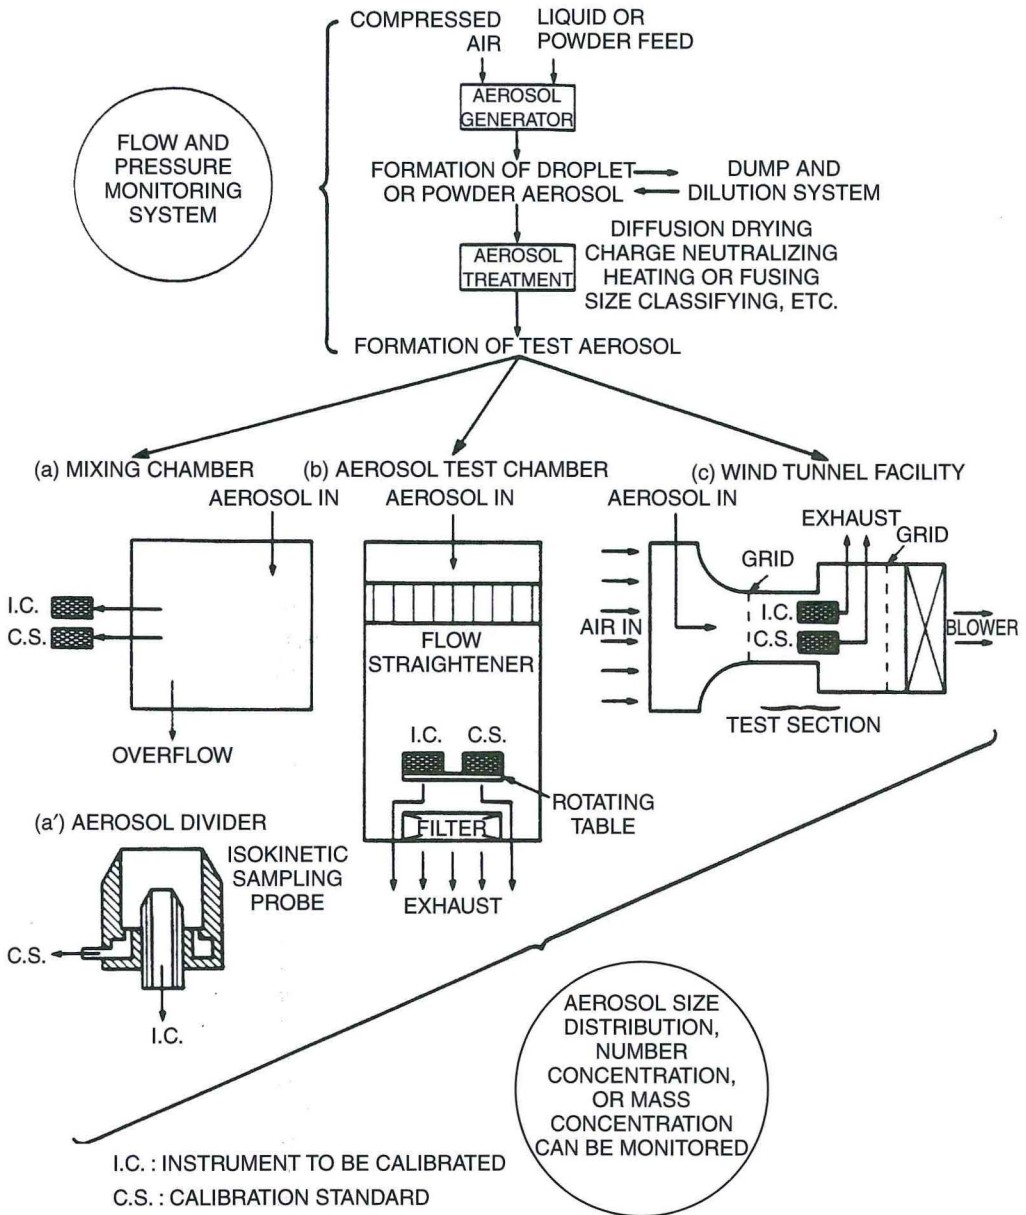 COMPRESSED
AIR
LIQUID OR
POWDER FEED
AEROSOL
GENERATOR
FLOW AND
PRESSURE
MONITORING
SYSTEM
FORMATION OF DROPLET
OR POWDER AEROSOL
DUMP AND
DILUTION SYSTEM
AEROSOL
TREATMENT
DIFFUSION DRYING
CHARGE NEUTRALIZING
HEATING OR FUSING
SIZE CLASSIFYING, ETC.
FORMATION OF TEST AEROSOL
(a) MIXING CHAMBER
AEROSOL IN
I.C.
C.S.
OVERFLOW
(b) AEROSOL TEST CHAMBER
AEROSOL IN
FLOW
STRAIGHTENER
I.C.
C.S.
ROTATING
TABLE
FILTER
EXHAUST
(c) WIND TUNNEL FACILITY
AEROSOL IN
EXHAUST
GRID
GRID
AIR IN
I.C.
C.S.
BLOWER
TEST SECTION
(a′) AEROSOL DIVIDER
ISOKINETIC
SAMPLING
PROBE
C.S.
I.C.
AEROSOL SIZE
DISTRIBUTION,
NUMBER
CONCENTRATION,
OR MASS
CONCENTRATION
CAN BE MONITORED
I.C. : INSTRUMENT TO BE CALIBRATED
C.S. : CALIBRATION STANDARD